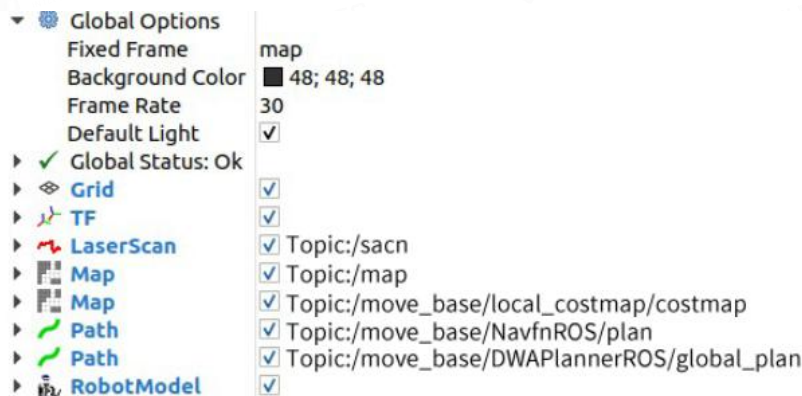 Global Options
Fixed Frame map
Background Color 48; 48; 48
Frame Rate 30
Default Light
Global Status: Ok
Grid
TF
LaserScan Topic:/sacn
Map Topic:/map
Map Topic:/move_base/local_costmap/costmap
Path Topic:/move_base/NavfnROS/plan
Path Topic:/move_base/DWAPlannerROS/global_plan
RobotModel